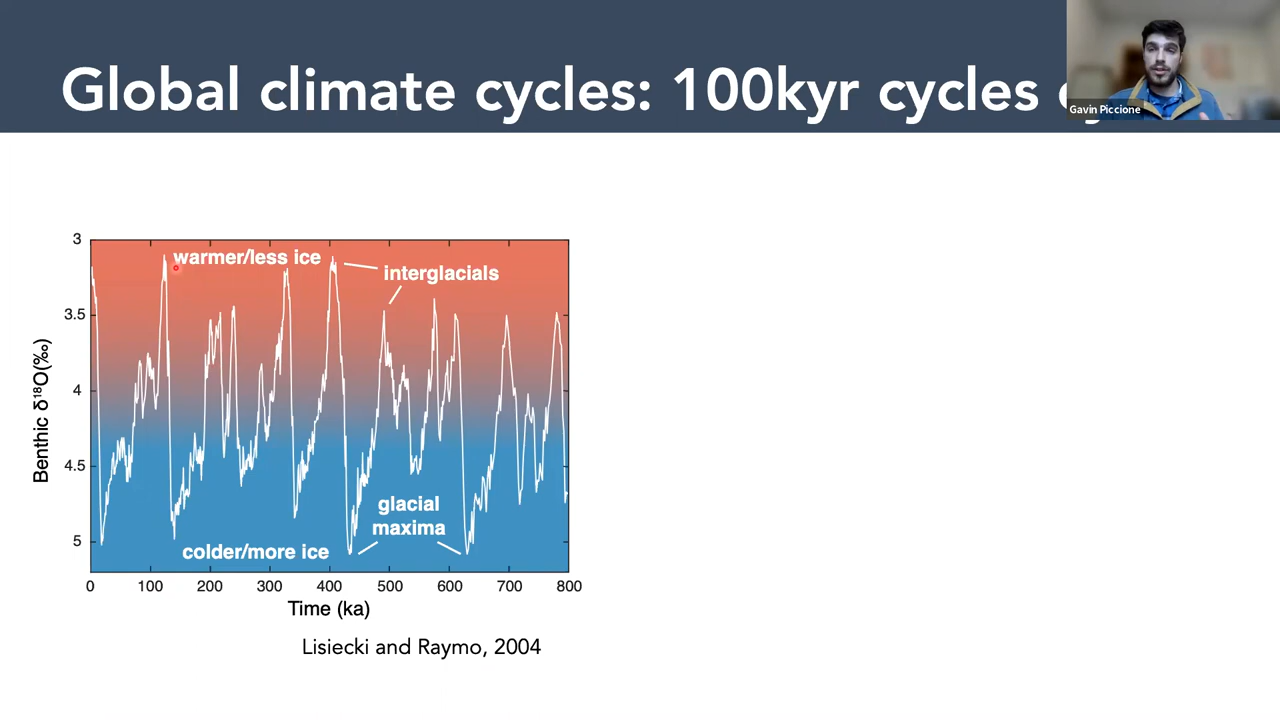 Global climate cycles: 100kyr cycles
Gavin Piccione
3
3.5
4
4.5
5
Benthic δ¹⁸O(‰)
warmer/less ice
interglacials
glacial
maxima
colder/more ice
0 100 200 300 400 500 600 700 800
Time (ka)
Lisiecki and Raymo, 2004